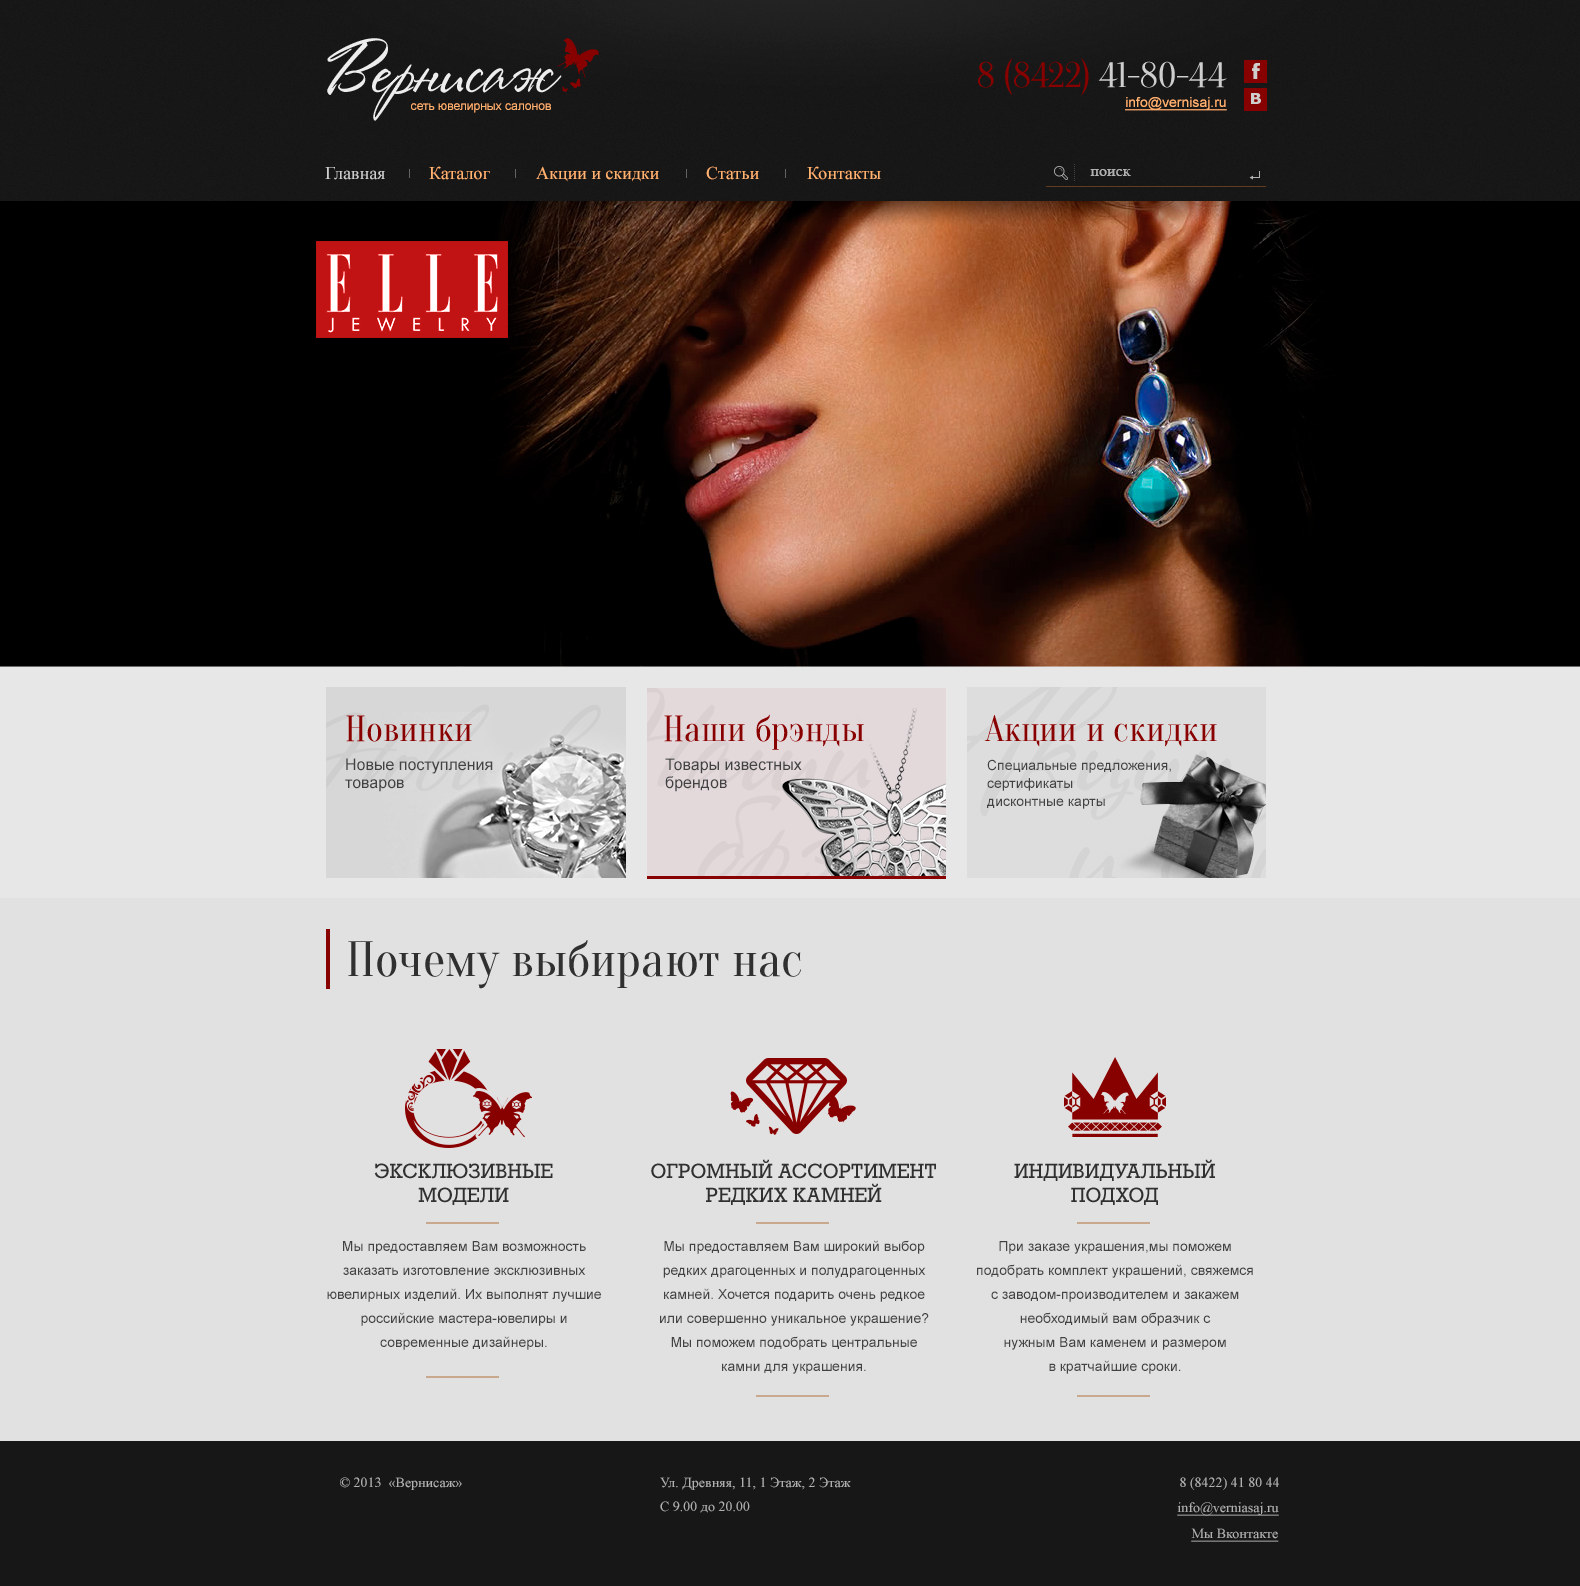 Вернисаж
сеть ювелирных салонов
8 (8422) 41-80-44
info@vernisaj.ru
f
B
Главная
Каталог
Акции и скидки
Статьи
Контакты
поиск
ELLE
JEWELRY
Новинки
Новые поступления
товаров
Наши брэнды
Товары известных
брендов
Акции и скидки
Специальные предложения,
сертификаты
дисконтные карты
Почему выбирают нас
ЭКСКЛЮЗИВНЫЕ
МОДЕЛИ
Мы предоставляем Вам возможность
заказать изготовление эксклюзивных
ювелирных изделий. Их выполнят лучшие
российские мастера-ювелиры и
современные дизайнеры.
ОГРОМНЫЙ АССОРТИМЕНТ
РЕДКИХ КАМНЕЙ
Мы предоставляем Вам широкий выбор
редких драгоценных и полудрагоценных
камней. Хочется подарить очень редкое
или совершенно уникальное украшение?
Мы поможем подобрать центральные
камни для украшения.
ИНДИВИДУАЛЬНЫЙ
ПОДХОД
При заказе украшения,мы поможем
подобрать комплект украшений, свяжемся
с заводом-производителем и закажем
необходимый вам образчик с
нужным Вам каменем и размером
в кратчайшие сроки.
© 2013 «Вернисаж»
Ул. Древняя, 11, 1 Этаж, 2 Этаж
С 9.00 до 20.00
8 (8422) 41 80 44
info@verniasaj.ru
Мы Вконтакте